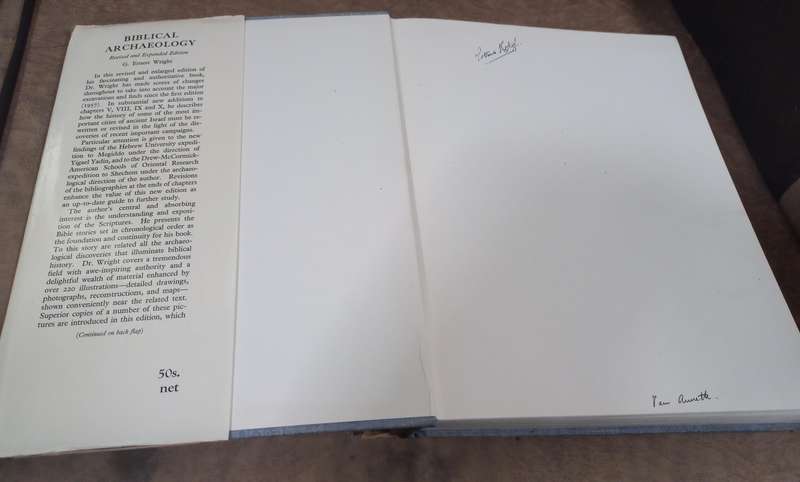 BIBLICAL
ARCHAEOLOGY
Revised and Expanded Edition
G. Ernest Wright
In this revised and enlarged edition of
his fascinating and authoritative book,
Dr. Wright has made scores of changes
throughout to take into account the major
excavations and finds since the first edition
(1957). In substantial new additions to
chapters V, VIII, IX and X, he describes
how the history of some of the most im-
portant cities of ancient Israel must be re-
written or revised in the light of the dis-
coveries of recent important campaigns.
Particular attention is given to the new
findings of the Hebrew University expedi-
tion to Megiddo under the direction of
Yigael Yadin, and to the Drew-McCormick-
American Schools of Oriental Research
expedition to Shechem under the archaeo-
logical direction of the author. Revisions
of the bibliographies at the ends of chapters
enhance the value of this new edition as
an up-to-date guide to further study.
The author's central and absorbing
interest is the understanding and exposi-
tion of the Scriptures. He presents the
Bible stories set in chronological order as
the foundation and continuity for his book.
To this story are related all the archaeo-
logical discoveries that illuminate biblical
history. Dr. Wright covers a tremendous
field with awe-inspiring authority and a
delightful wealth of material enhanced by
over 220 illustrations—detailed drawings,
photographs, reconstructions, and maps—
shown conveniently near the related text.
Superior copies of a number of these pic-
tures are introduced in this edition, which
(Continued on back flap)
50s.
net